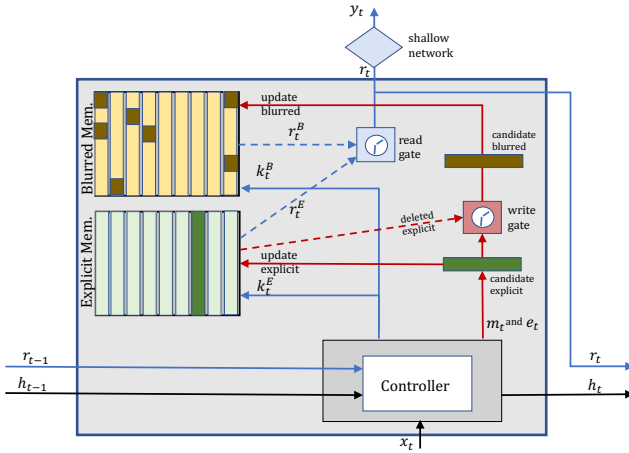 y_t
shallow
network
r_t
update
blurred
Blurred Mem.
r_t^B
read
gate
candidate
blurred
k_t^B
r_t^E
deleted
explicit
write
gate
Explicit Mem.
update
explicit
candidate
explicit
k_t^E
m_t and e_t
r_{t−1}
r_t
h_{t−1}
Controller
h_t
x_t